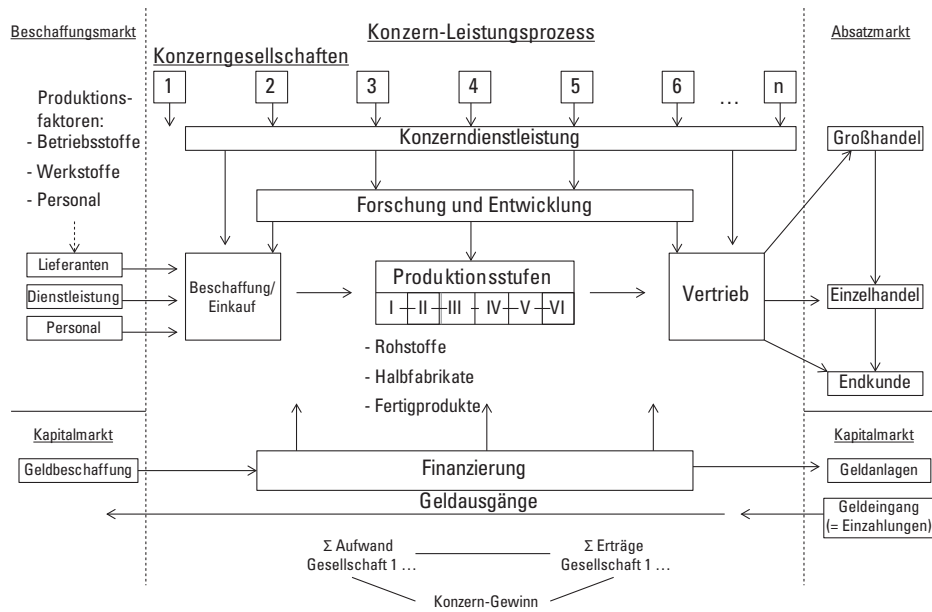 Beschaffungsmarkt
Konzern-Leistungsprozess
Absatzmarkt
Konzerngesellschaften
1 2 3 4 5 6 … n
Produktions-
faktoren:
- Betriebsstoffe
- Werkstoffe
- Personal
Konzerndienstleistung
Großhandel
Forschung und Entwicklung
Lieferanten
Dienstleistung
Personal
Beschaffung/
Einkauf
Produktionsstufen
I II III IV V VI
Vertrieb
Einzelhandel
- Rohstoffe
- Halbfabrikate
- Fertigprodukte
Endkunde
Kapitalmarkt
Geldbeschaffung
Finanzierung
Kapitalmarkt
Geldanlagen
Geldausgänge
Geldeingang
(= Einzahlungen)
Σ Aufwand
Gesellschaft 1 …
Σ Erträge
Gesellschaft 1 …
Konzern-Gewinn